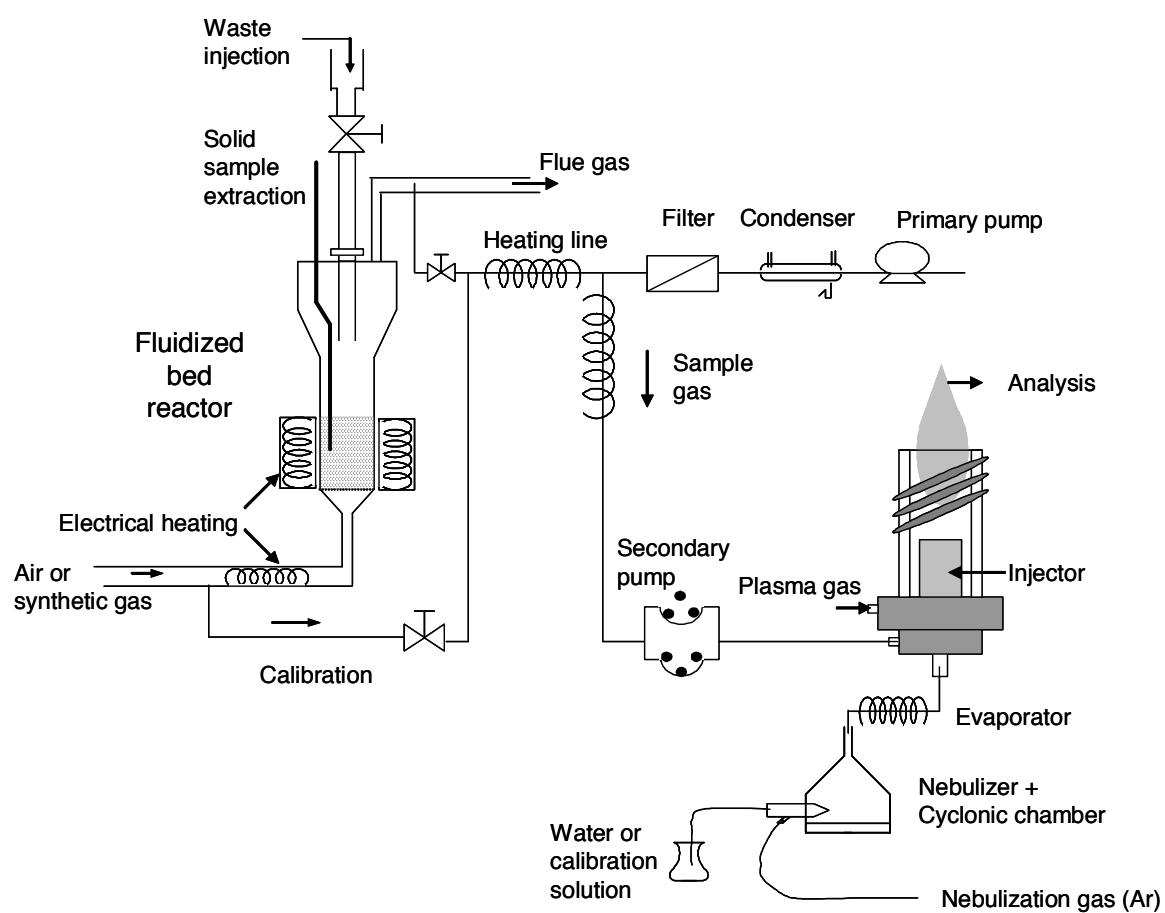 Waste
injection
Solid
sample
extraction
Flue gas
Filter
Condenser
Primary pump
Heating line
Fluidized
bed
reactor
Sample
gas
Analysis
Electrical heating
Secondary
pump
Air or
synthetic gas
Plasma gas
Injector
Calibration
Evaporator
Nebulizer +
Cyclonic chamber
Water or
calibration
solution
Nebulization gas (Ar)